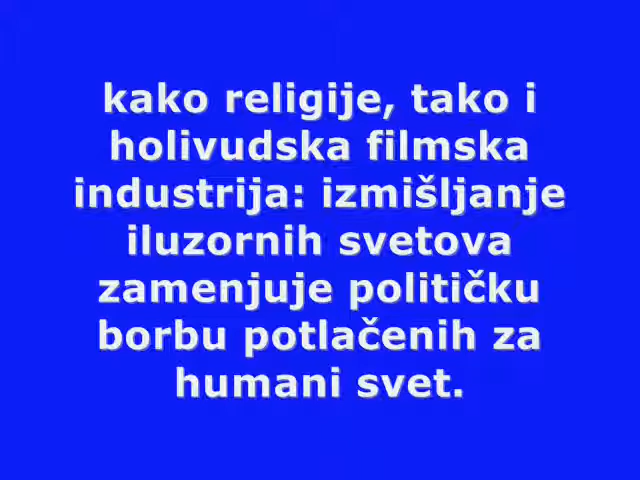 kako religije, tako i
holivudska filmska
industrija: izmišljanje
iluzornih svetova
zamenjuje političku
borbu potlačenih za
humani svet.